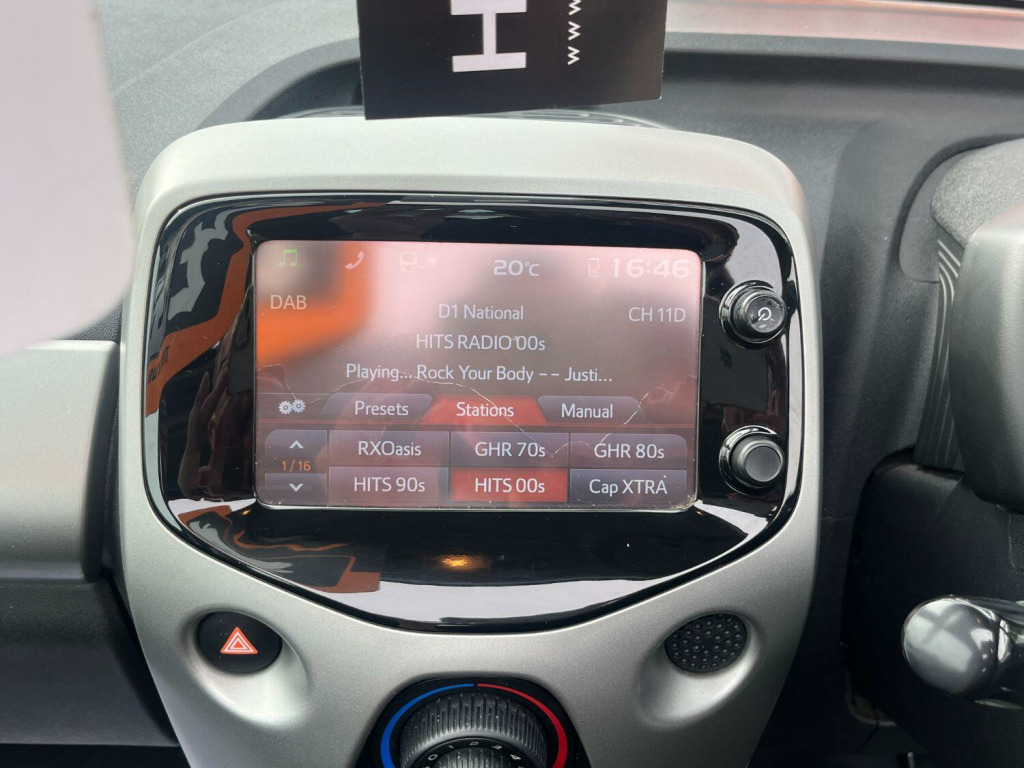 H
www
20°C
16:46
DAB
D1 National
CH 11D
HITS RADIO 00s
Playing... Rock Your Body -- Justi...
Presets
Stations
Manual
RXOasis
GHR 70s
GHR 80s
1/16
HITS 90s
HITS 00s
Cap XTRA